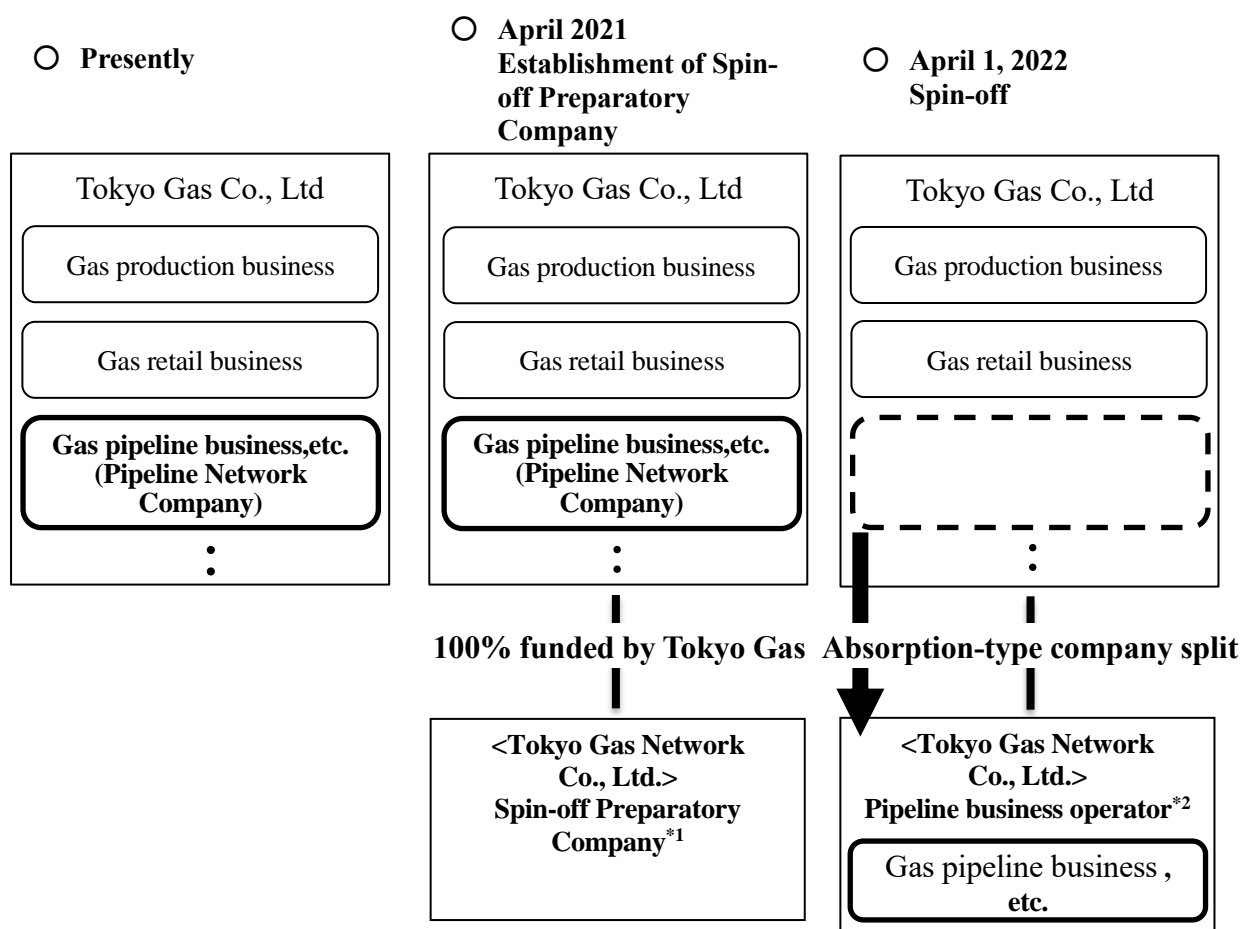 ○ Presently
○ April 2021
Establishment of Spin-
off Preparatory
Company
○ April 1, 2022
Spin-off
Tokyo Gas Co., Ltd
Gas production business
Gas retail business
Gas pipeline business,etc.
(Pipeline Network
Company)
:
Tokyo Gas Co., Ltd
Gas production business
Gas retail business
Gas pipeline business,etc.
(Pipeline Network
Company)
:
Tokyo Gas Co., Ltd
Gas production business
Gas retail business
:
100% funded by Tokyo Gas
Absorption-type company split
<Tokyo Gas Network
Co., Ltd.>
Spin-off Preparatory
Company*1
<Tokyo Gas Network
Co., Ltd.>
Pipeline business operator*2
Gas pipeline business ,
etc.